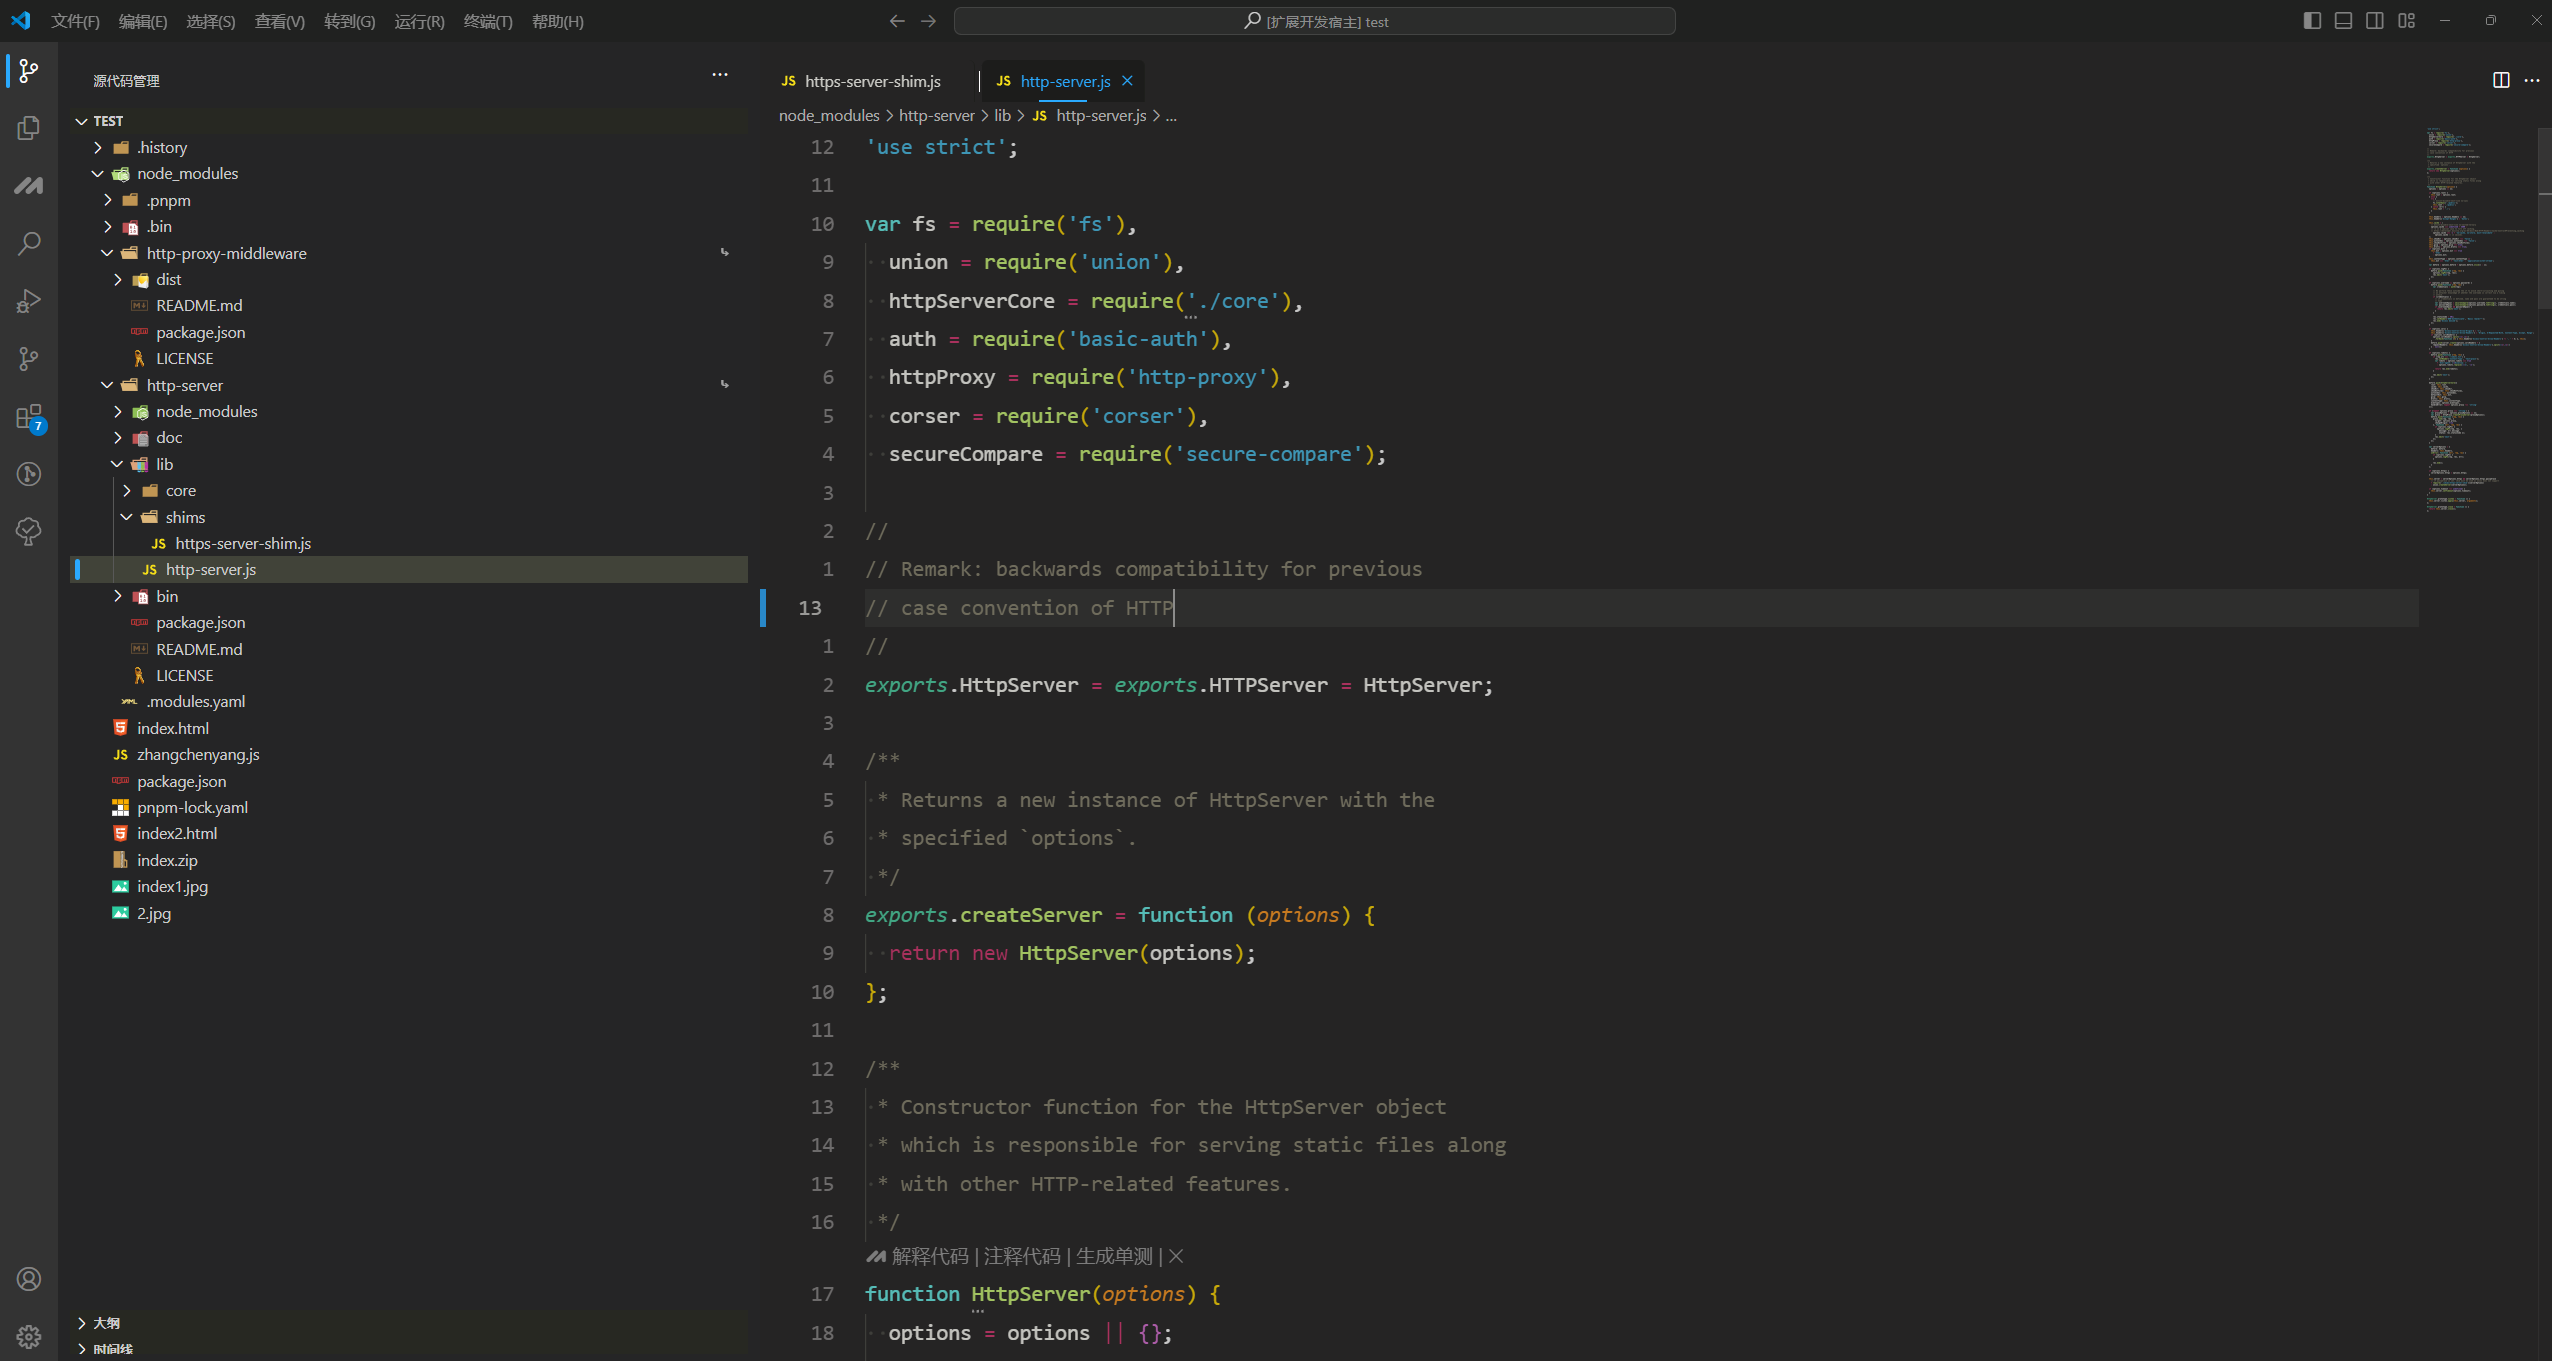 文件(F) 编辑(E) 选择(S) 查看(V) 转到(G) 运行(R) 终端(T) 帮助(H)
[扩展开发宿主] test
源代码管理
TEST
.history
node_modules
.pnpm
.bin
http-proxy-middleware
dist
README.md
package.json
LICENSE
http-server
node_modules
doc
lib
core
shims
JS https-server-shim.js
JS http-server.js
bin
package.json
README.md
LICENSE
.modules.yaml
index.html
JS zhangchenyang.js
package.json
pnpm-lock.yaml
index2.html
index.zip
index1.jpg
2.jpg
大纲
时间线
7
JS https-server-shim.js
JS http-server.js
node_modules > http-server > lib > JS http-server.js > ...
12 'use strict';
11
10 var fs = require('fs'),
9 union = require('union'),
8 httpServerCore = require('./core'),
7 auth = require('basic-auth'),
6 httpProxy = require('http-proxy'),
5 corser = require('corser'),
4 secureCompare = require('secure-compare');
3
2 //
1 // Remark: backwards compatibility for previous
13 // case convention of HTTP
1 //
2 exports.HttpServer = exports.HTTPServer = HttpServer;
3
4 /**
5 * Returns a new instance of HttpServer with the
6 * specified `options`.
7 */
8 exports.createServer = function (options) {
9 return new HttpServer(options);
10 };
11
12 /**
13 * Constructor function for the HttpServer object
14 * which is responsible for serving static files along
15 * with other HTTP-related features.
16 */
解释代码 | 注释代码 | 生成单测 |
17 function HttpServer(options) {
18 options = options || {};